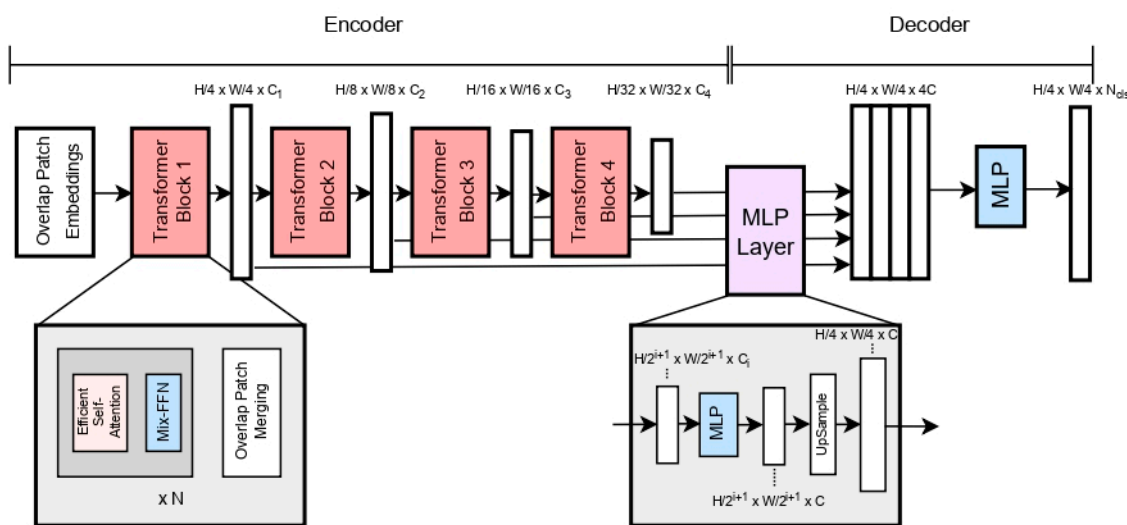 Encoder
Decoder
H/4 x W/4 x C₁
H/8 x W/8 x C₂
H/16 x W/16 x C₃
H/32 x W/32 x C₄
H/4 x W/4 x 4C
H/4 x W/4 x N_cls
Overlap Patch
Embeddings
Transformer
Block 1
Transformer
Block 2
Transformer
Block 3
Transformer
Block 4
MLP
Layer
MLP
Efficient
Self-
Attention
Mix-FFN
x N
Overlap Patch
Merging
H/2ⁱ⁺¹ x W/2ⁱ⁺¹ x Cᵢ
MLP
H/2ⁱ⁺¹ x W/2ⁱ⁺¹ x C
UpSample
H/4 x W/4 x C